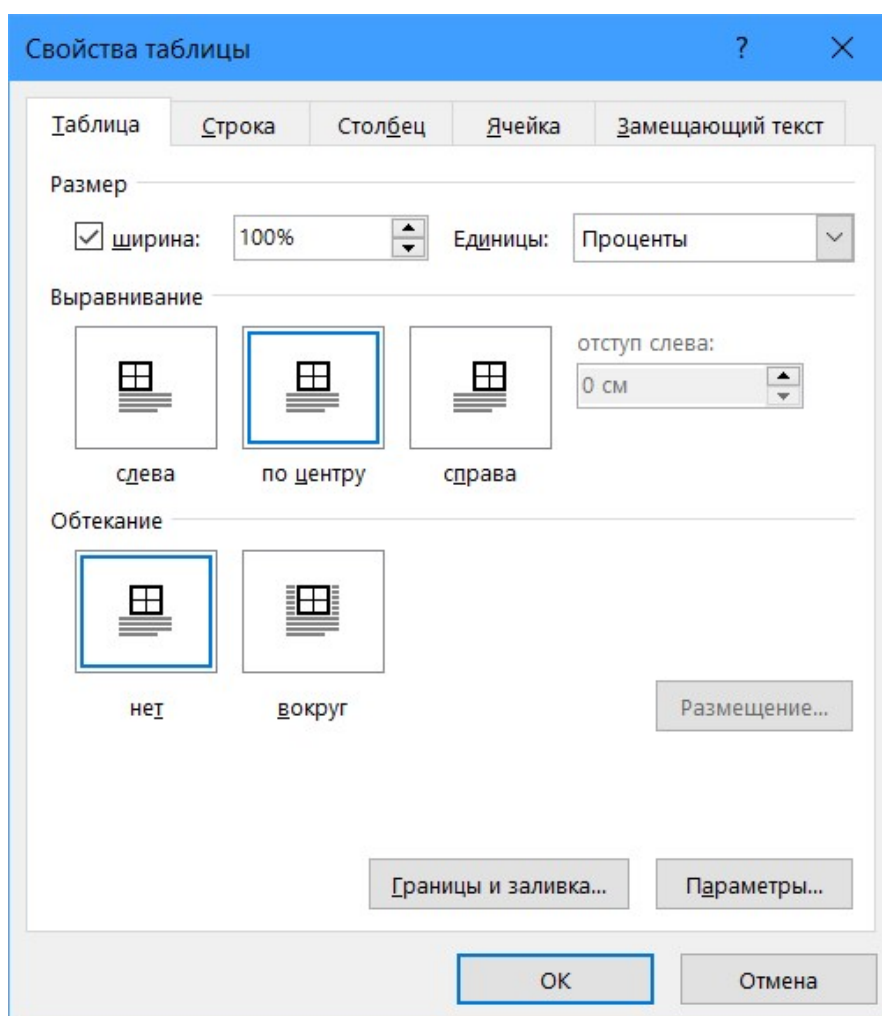 Свойства таблицы ?
Таблица Строка Столбец Ячейка Замещающий текст
Размер
ширина: 100% Единицы: Проценты
Выравнивание
отступ слева:
0 см
слева по центру справа
Обтекание
нет вокруг Размещение...
Границы и заливка... Параметры...
ОК Отмена